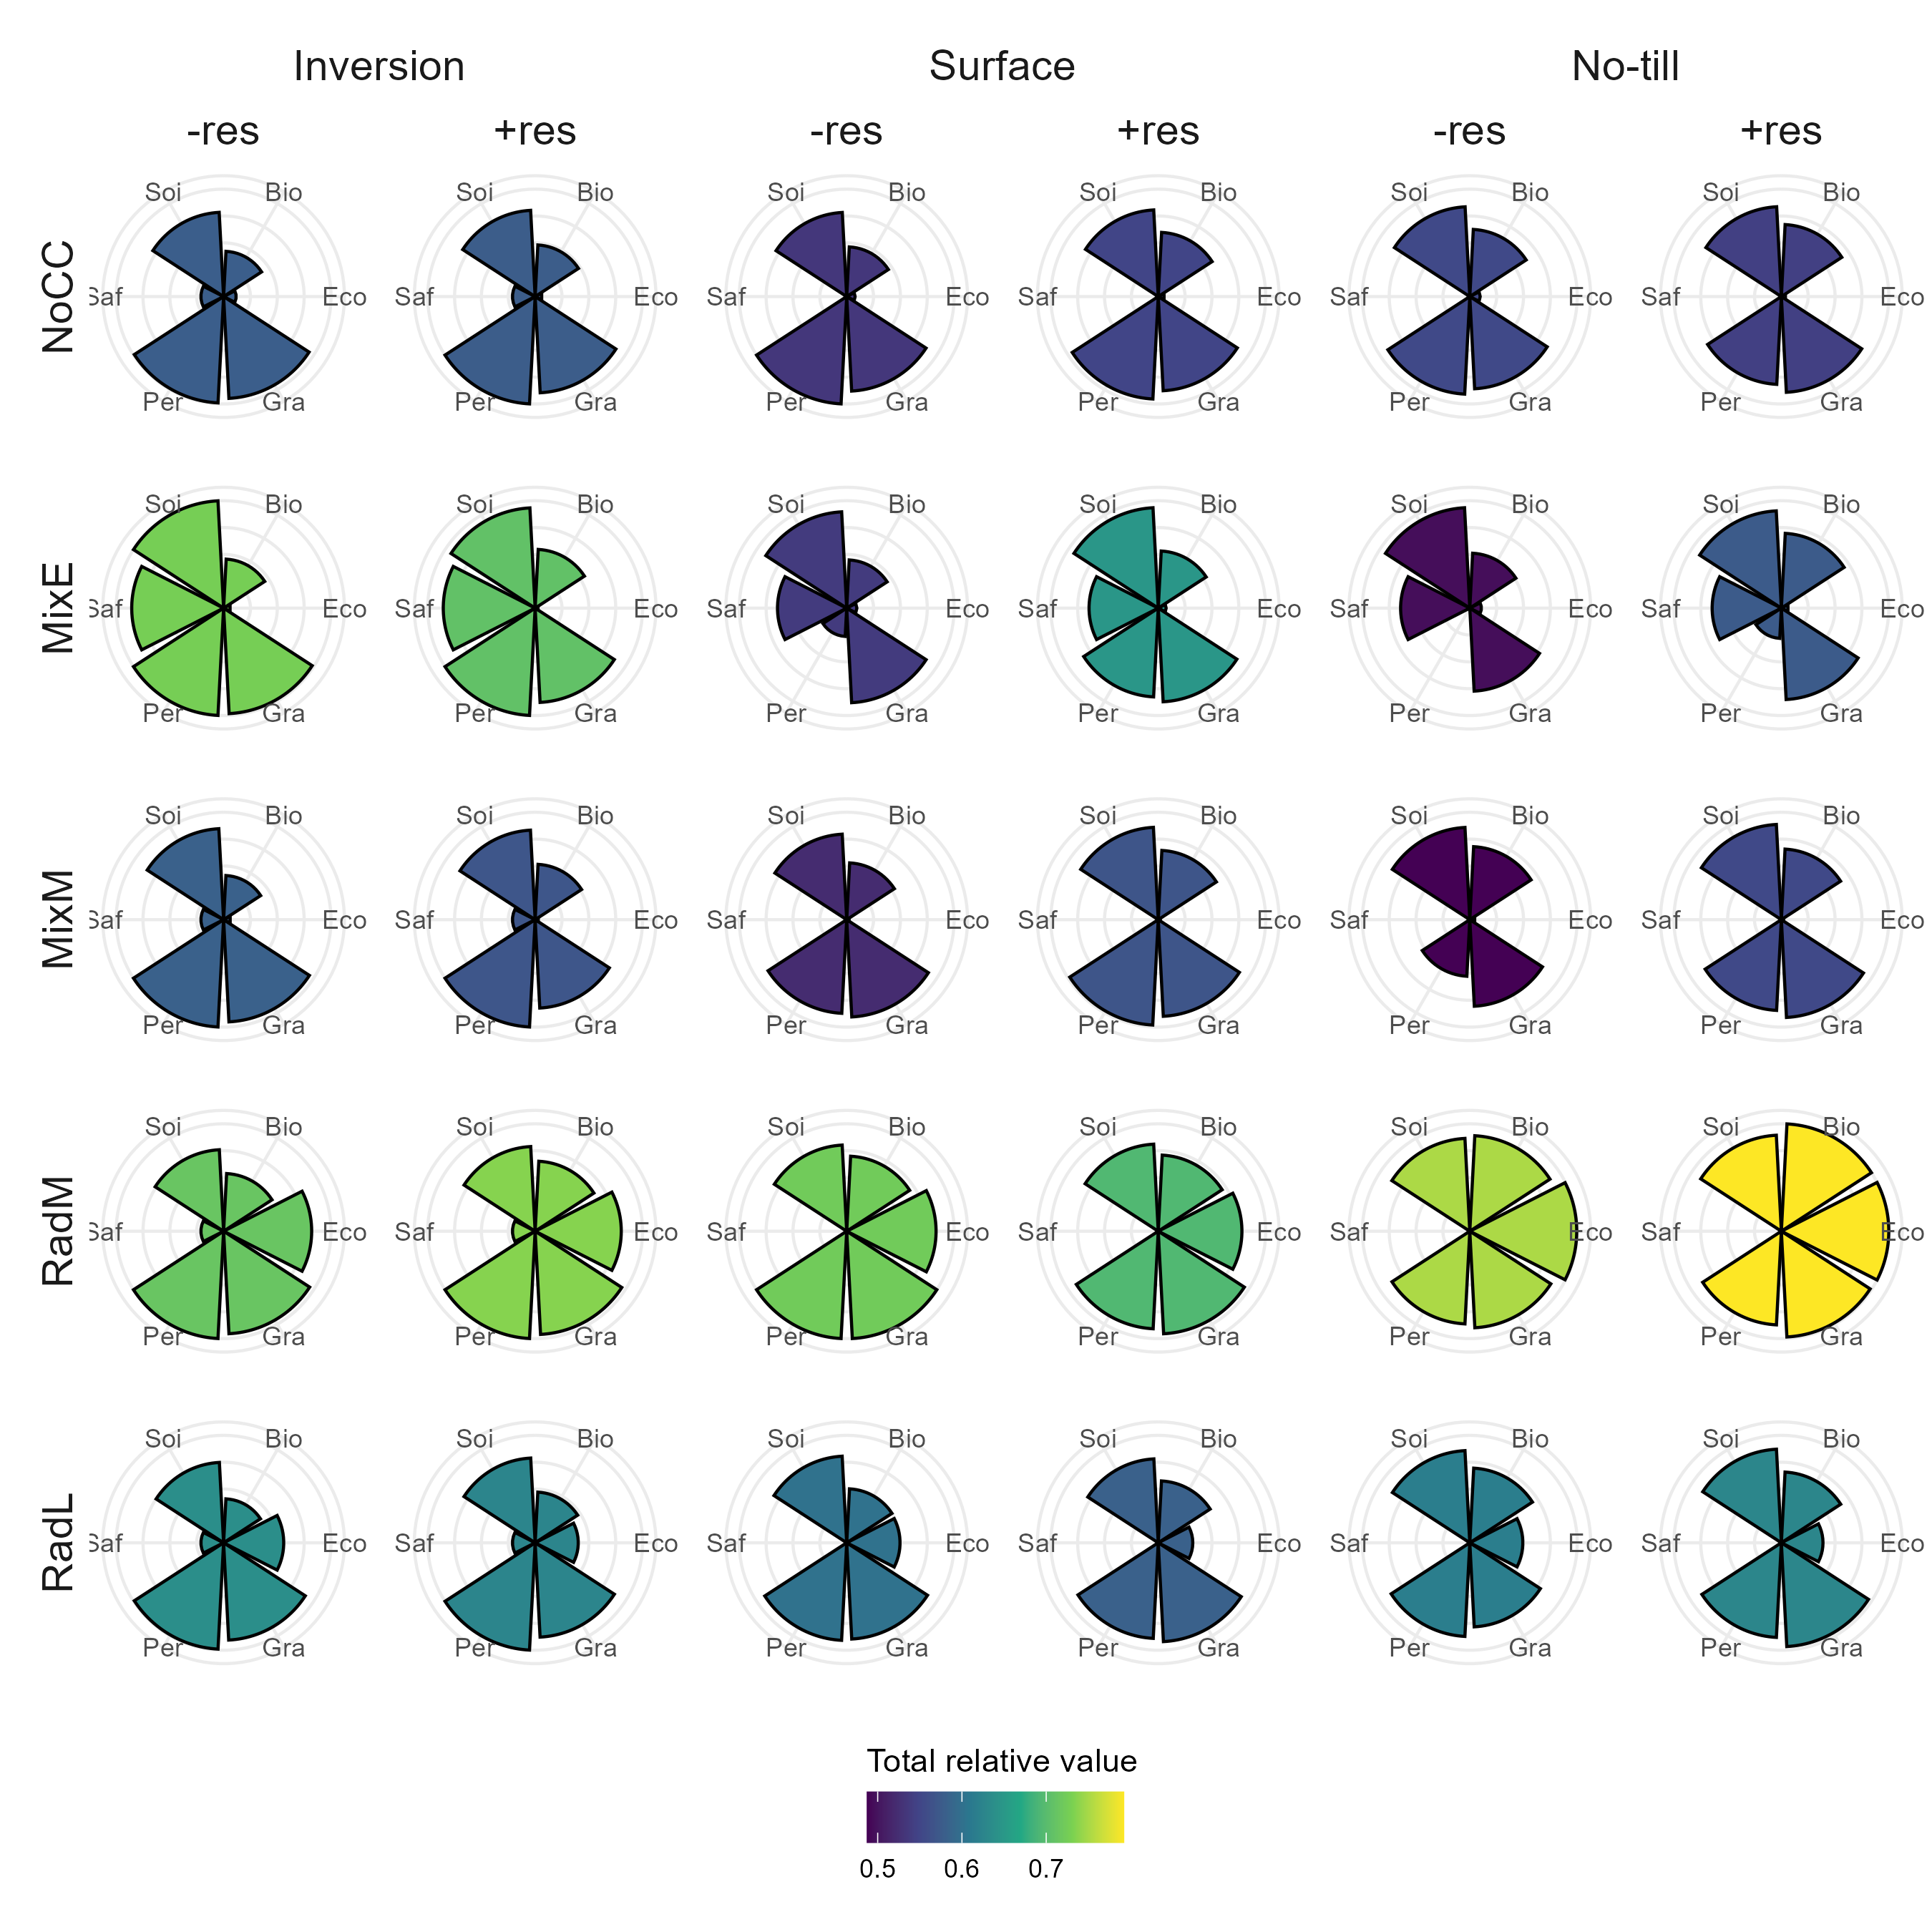 Inversion Surface No-till
-res +res -res +res -res +res
NoCC
Soi Bio Soi Bio Soi Bio Soi Bio Soi Bio Soi Bio
Saf Eco Saf Eco Saf Eco Saf Eco Saf Eco Saf Eco
Per Gra Per Gra Per Gra Per Gra Per Gra Per Gra
MixE
Soi Bio Soi Bio Soi Bio Soi Bio Soi Bio Soi Bio
Saf Eco Saf Eco Saf Eco Saf Eco Saf Eco Saf Eco
Per Gra Per Gra Per Gra Per Gra Per Gra Per Gra
MixM
Soi Bio Soi Bio Soi Bio Soi Bio Soi Bio Soi Bio
Saf Eco Saf Eco Saf Eco Saf Eco Saf Eco Saf Eco
Per Gra Per Gra Per Gra Per Gra Per Gra Per Gra
RadM
Soi Bio Soi Bio Soi Bio Soi Bio Soi Bio Soi Bio
Saf Eco Saf Eco Saf Eco Saf Eco Saf Eco Saf Eco
Per Gra Per Gra Per Gra Per Gra Per Gra Per Gra
RadL
Soi Bio Soi Bio Soi Bio Soi Bio Soi Bio Soi Bio
Saf Eco Saf Eco Saf Eco Saf Eco Saf Eco Saf Eco
Per Gra Per Gra Per Gra Per Gra Per Gra Per Gra
Total relative value
0.5 0.6 0.7